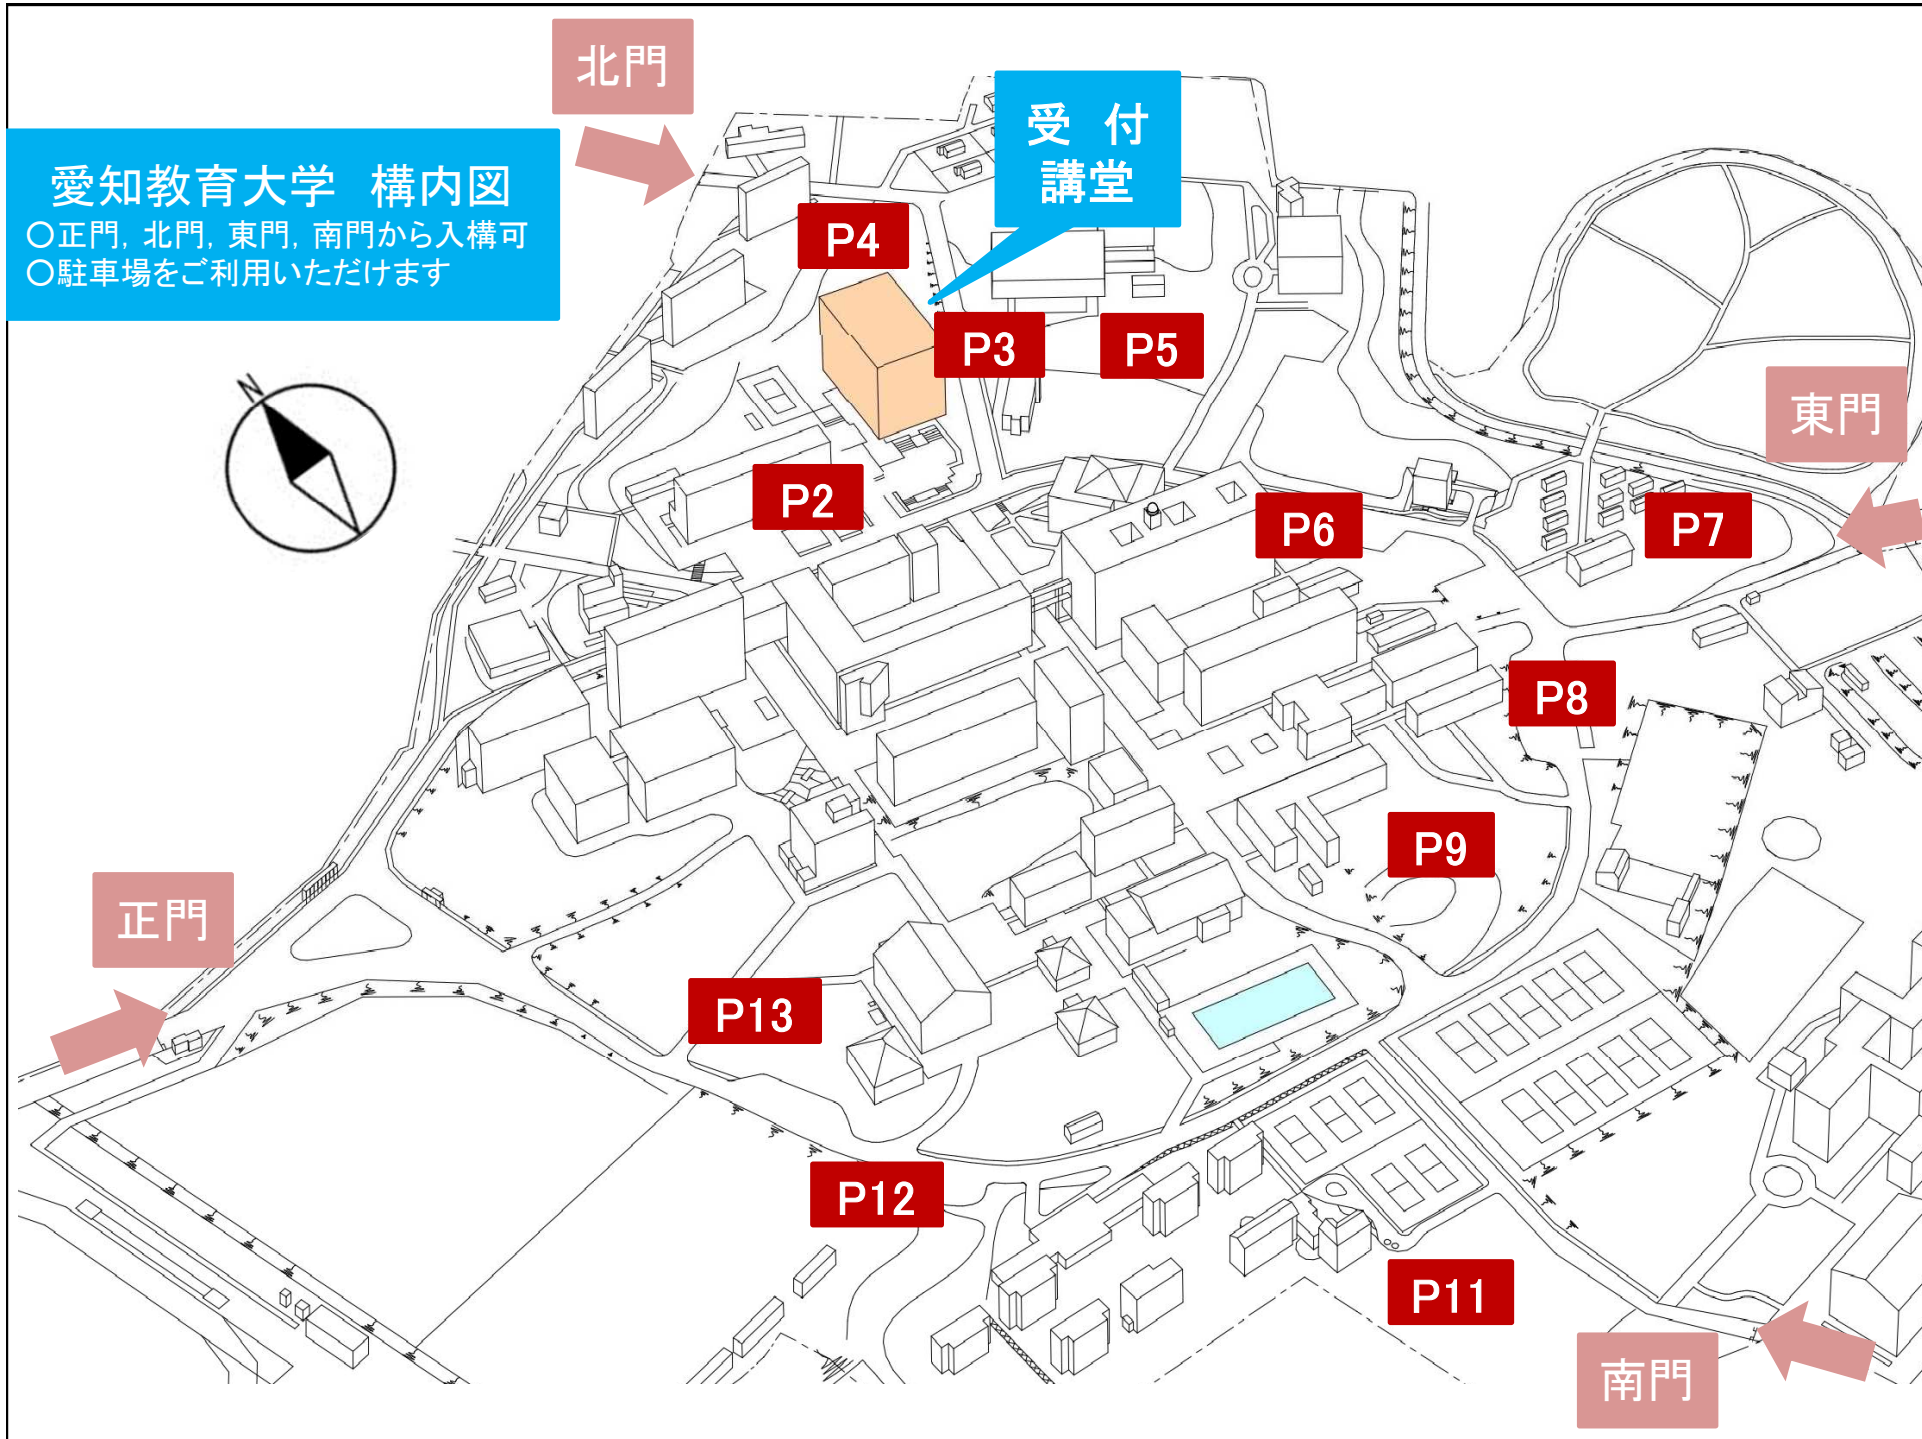 北門
受 付
講堂
愛知教育大学 構内図
○正門, 北門, 東門, 南門から入構可
○駐車場をご利用いただけます
P4
P3
P5
N
東門
P2
P6
P7
P8
P9
正門
P13
P12
P11
南門